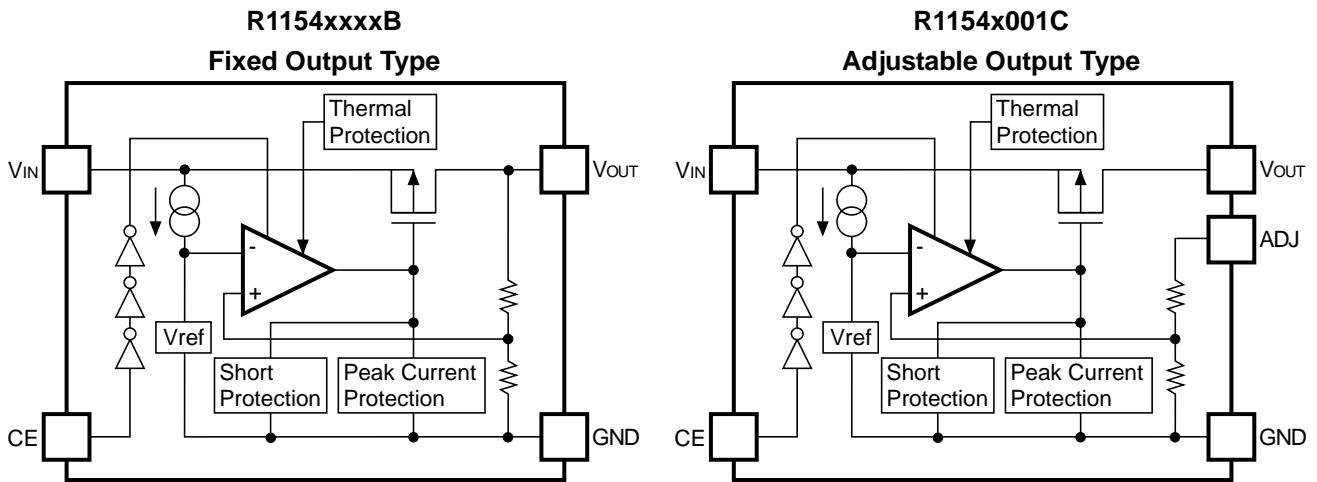 R1154xxxxB
Fixed Output Type
Thermal
Protection
VIN
VOUT
-
+
Vref
Short
Protection
Peak Current
Protection
CE
GND
R1154x001C
Adjustable Output Type
Thermal
Protection
VIN
VOUT
ADJ
-
+
Vref
Short
Protection
Peak Current
Protection
CE
GND